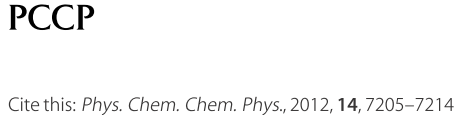 PCCP
Cite this: Phys. Chem. Chem. Phys., 2012, 14, 7205–7214